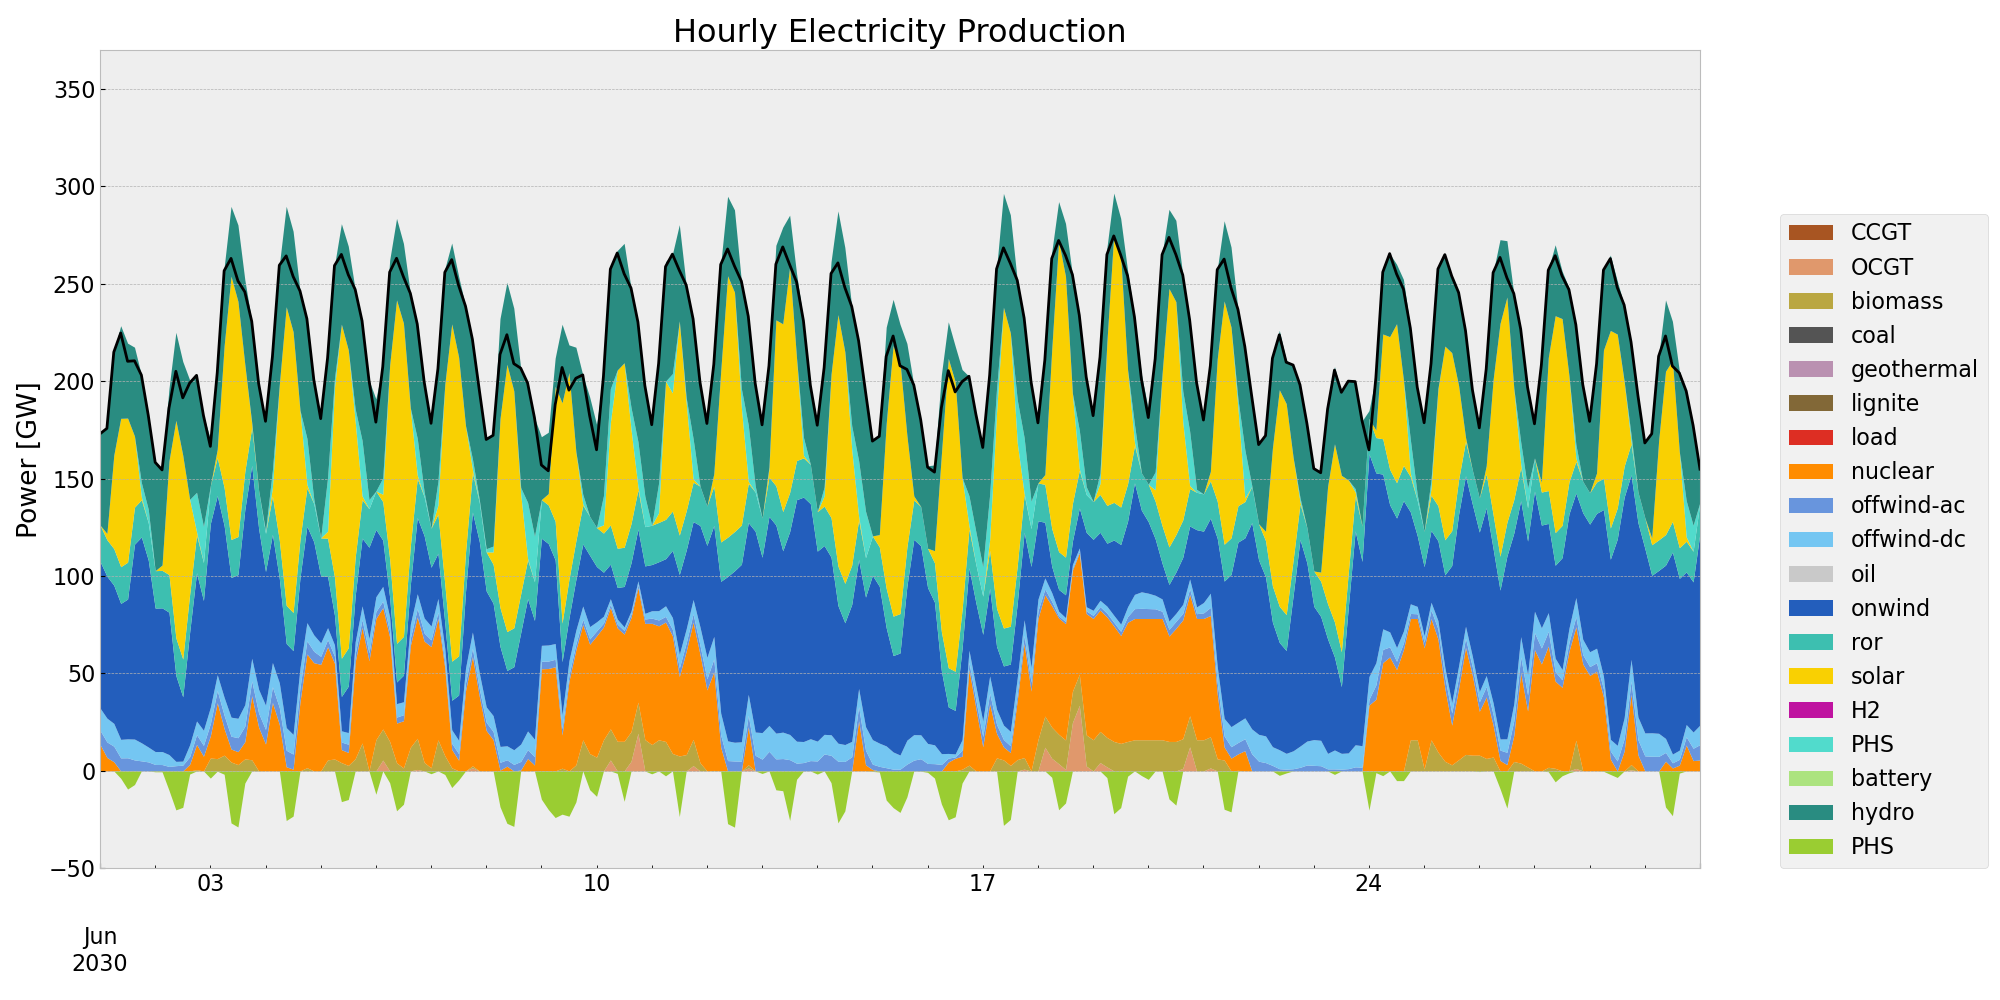 Hourly Electricity Production
Power [GW]
350
300
250
200
150
100
50
0
−50
03
10
17
24
Jun
2030
CCGT
OCGT
biomass
coal
geothermal
lignite
load
nuclear
offwind-ac
offwind-dc
oil
onwind
ror
solar
H2
PHS
battery
hydro
PHS